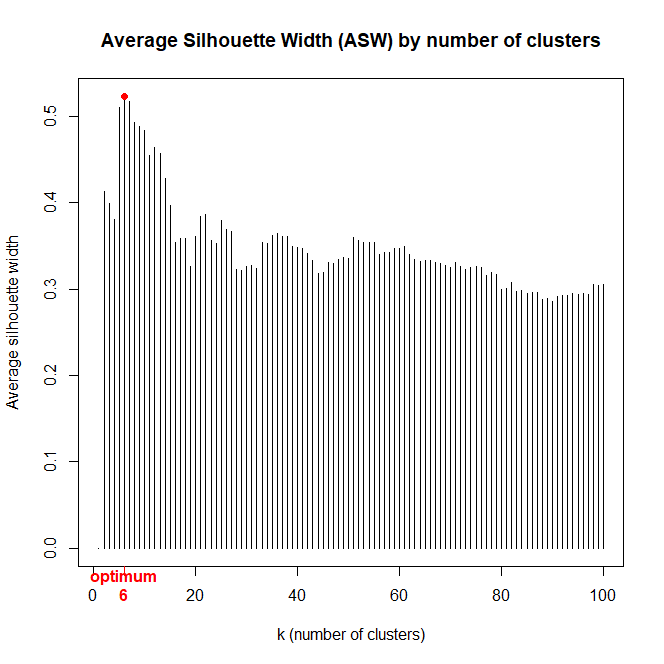 Average Silhouette Width (ASW) by number of clusters
0.5
0.4
0.3
0.2
0.1
0.0
Average silhouette width
optimum
6
0 20 40 60 80 100
k (number of clusters)